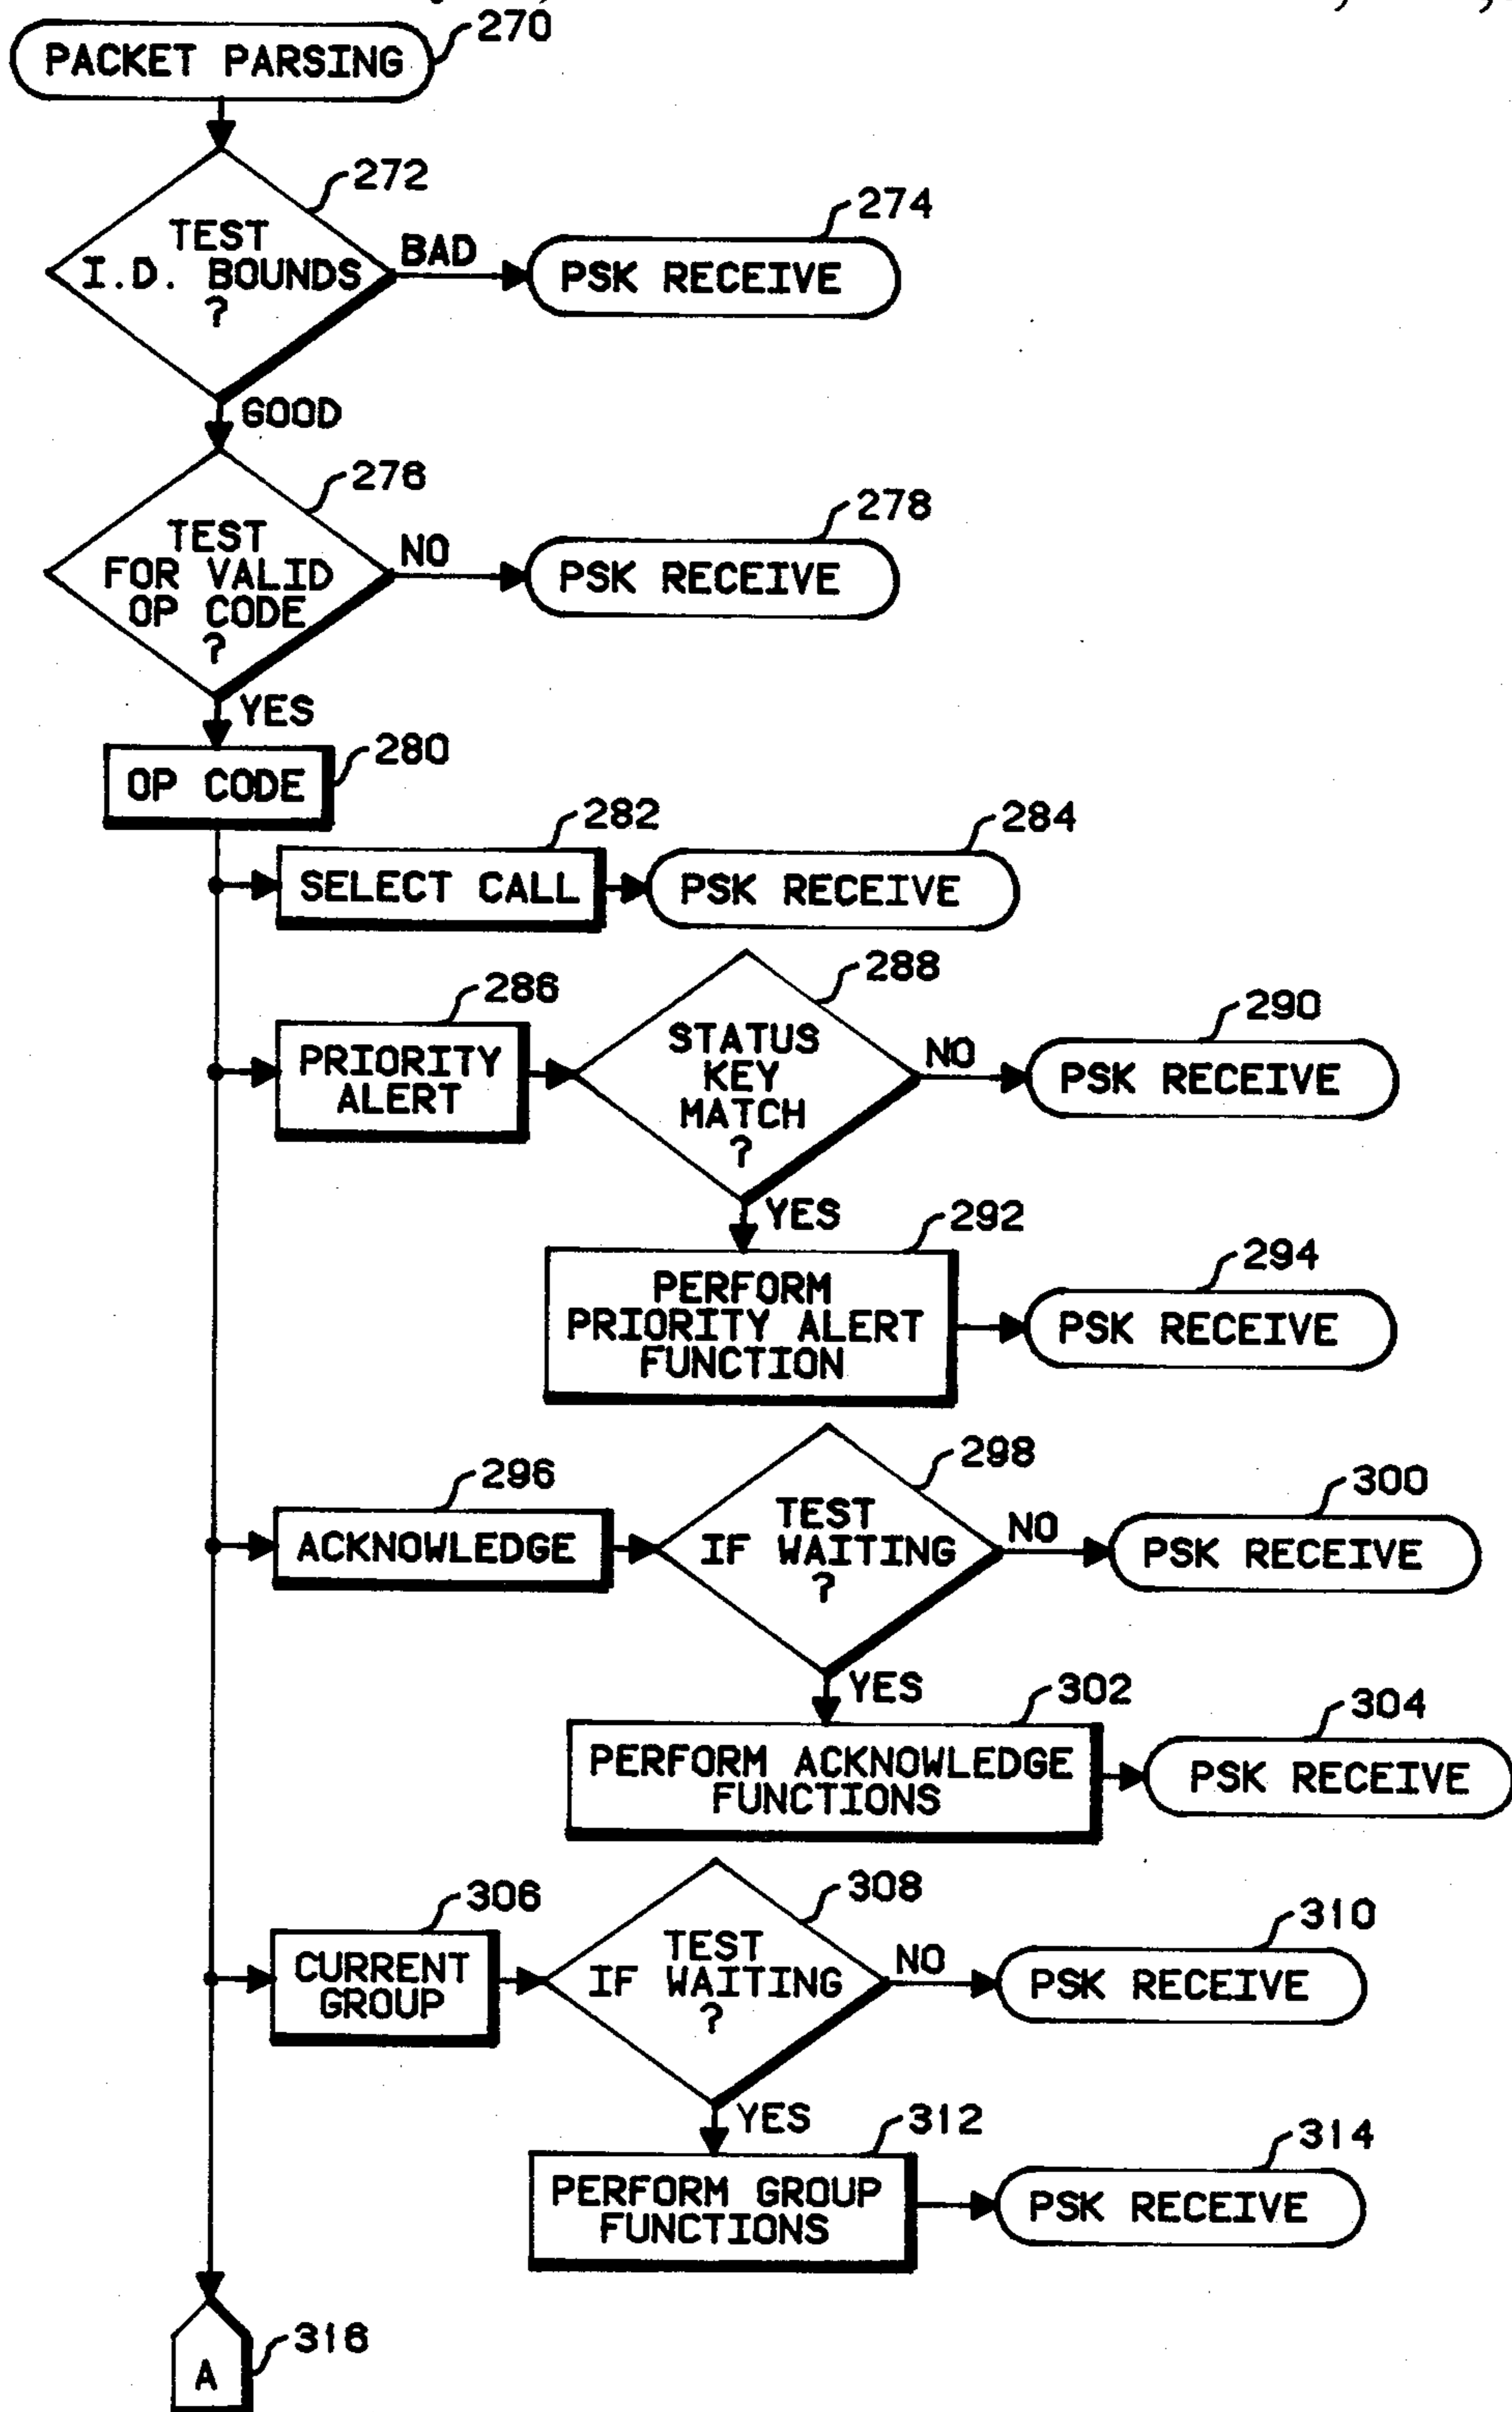 270
PACKET PARSING
272
TEST
I.D. BOUNDS
?
BAD
274
PSK RECEIVE
GOOD
276
TEST
FOR VALID
OP CODE
?
NO
278
PSK RECEIVE
YES
280
OP CODE
282
SELECT CALL
284
PSK RECEIVE
286
PRIORITY
ALERT
288
STATUS
KEY
MATCH
?
NO
290
PSK RECEIVE
YES
292
PERFORM
PRIORITY ALERT
FUNCTION
294
PSK RECEIVE
296
ACKNOWLEDGE
298
TEST
IF WAITING
?
NO
300
PSK RECEIVE
YES
302
PERFORM ACKNOWLEDGE
FUNCTIONS
304
PSK RECEIVE
306
CURRENT
GROUP
308
TEST
IF WAITING
?
NO
310
PSK RECEIVE
YES
312
PERFORM GROUP
FUNCTIONS
314
PSK RECEIVE
A
316